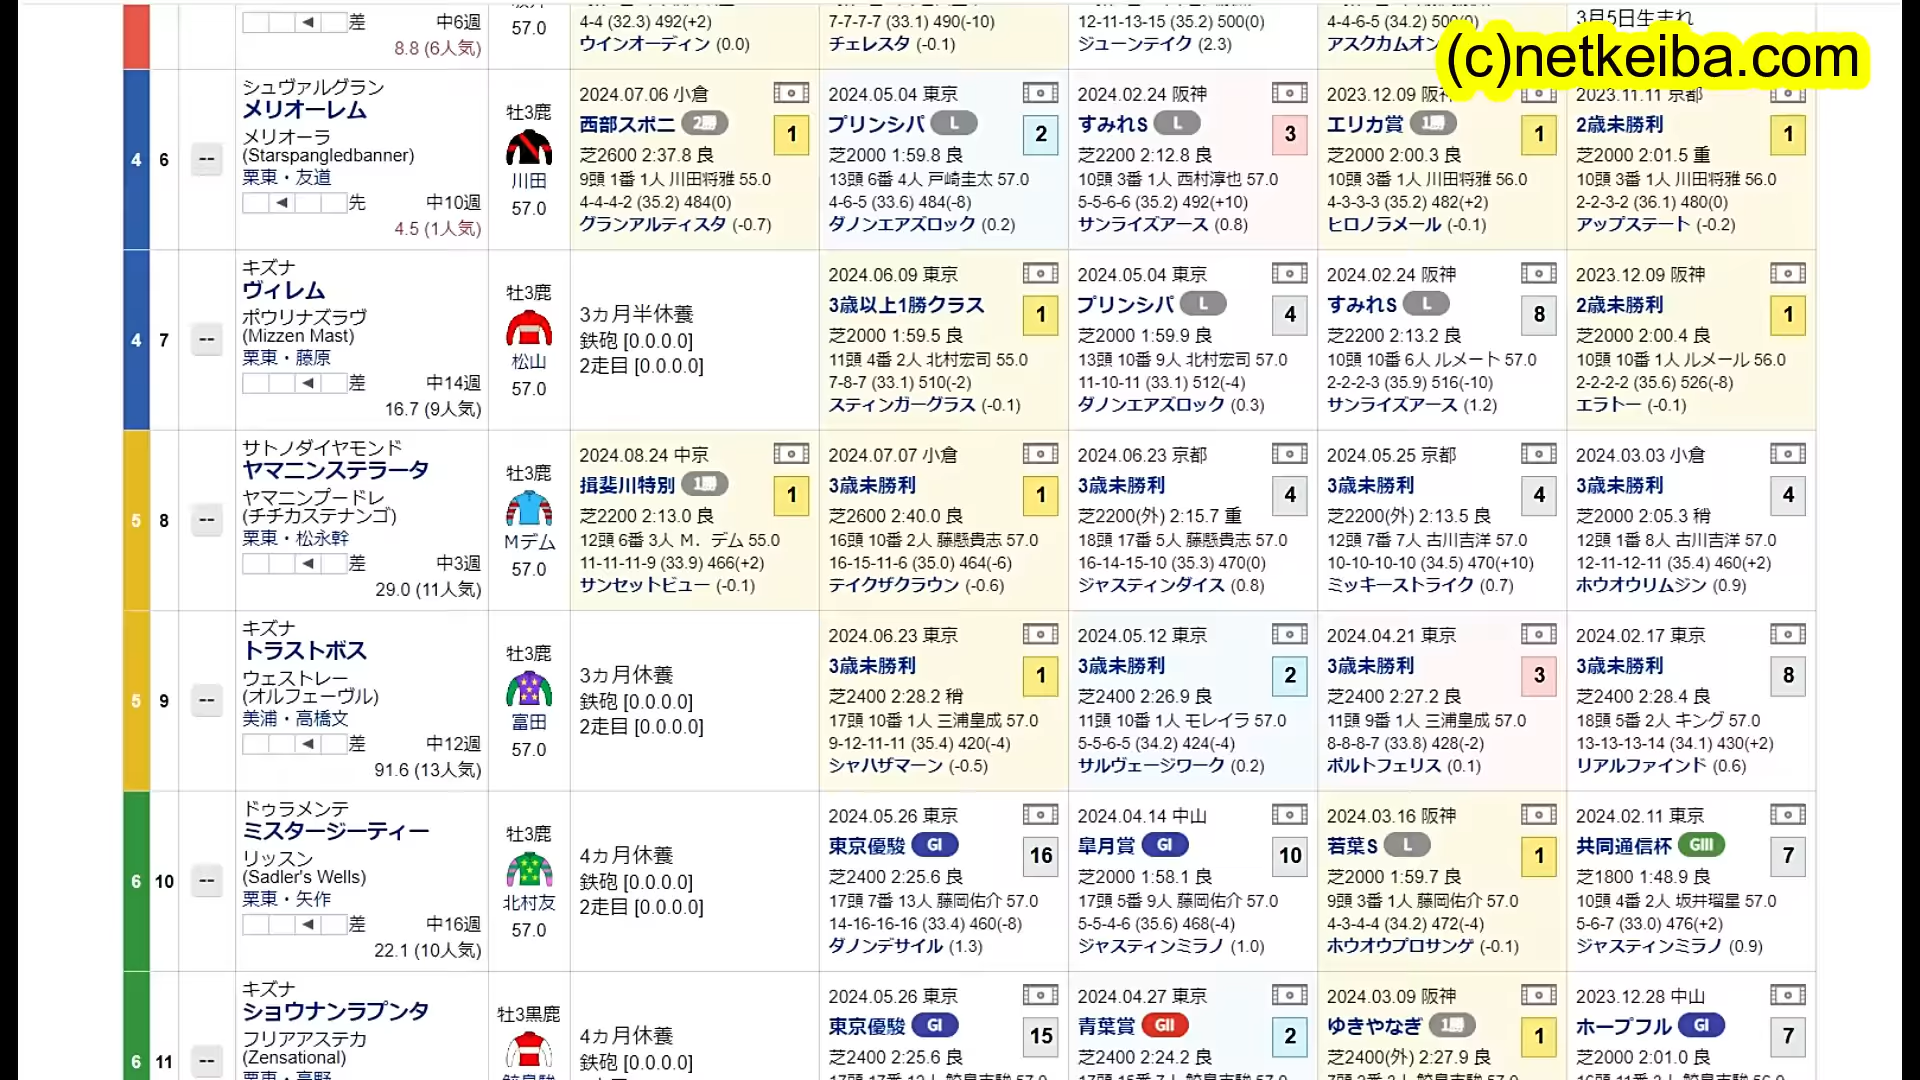 4-4 (32.3) 492(+2)
7-7-7-7 (33.1) 490(-10)
12-11-13-15 (35.2) 500(0)
4-4-6-5 (34.2) 500(0)
3月5日生まれ
差 中6週
57.0
8.8 (6人気)
ウインオーディン (0.0)
チェレスタ (-0.1)
ジューンテイク (2.3)
アスクカムオン
(c)netkeiba.com
4 6 --
シュヴァルグラン
メリオーレム
メリオーラ
(Starspangledbanner)
栗東・友道
先 中10週
4.5 (1人気)
牡3鹿
川田
57.0
2024.07.06 小倉
西部スポニ 2勝
1
芝2600 2:37.8 良
9頭 1番 1人 川田将雅 55.0
4-4-4-2 (35.2) 484(0)
グランアルティスタ (-0.7)
2024.05.04 東京
プリンシパ L
2
芝2000 1:59.8 良
13頭 6番 4人 戸崎圭太 57.0
4-6-5 (33.6) 484(-8)
ダノンエアズロック (0.2)
2024.02.24 阪神
すみれS L
3
芝2200 2:12.8 良
10頭 3番 1人 西村淳也 57.0
5-5-6-6 (35.2) 492(+10)
サンライズアース (0.8)
2023.12.09 阪神
エリカ賞 1勝
1
芝2000 2:00.3 良
10頭 3番 1人 川田将雅 56.0
4-3-3-3 (35.2) 482(+2)
ヒロノラメール (-0.1)
2023.11.11 京都
2歳未勝利
1
芝2000 2:01.5 重
10頭 3番 1人 川田将雅 56.0
2-2-3-2 (36.1) 480(0)
アップステート (-0.2)
4 7 --
キズナ
ヴィレム
ポウリナズラヴ
(Mizzen Mast)
栗東・藤原
差 中14週
16.7 (9人気)
牡3鹿
松山
57.0
3ヵ月半休養
鉄砲 [0.0.0.0]
2走目 [0.0.0.0]
2024.06.09 東京
3歳以上1勝クラス
1
芝2000 1:59.5 良
11頭 4番 2人 北村宏司 55.0
7-8-7 (33.1) 510(-2)
スティンガーグラス (-0.1)
2024.05.04 東京
プリンシパ L
4
芝2000 1:59.9 良
13頭 10番 9人 北村宏司 57.0
11-10-11 (33.1) 512(-4)
ダノンエアズロック (0.3)
2024.02.24 阪神
すみれS L
8
芝2200 2:13.2 良
10頭 10番 6人 ルメート 57.0
2-2-2-3 (35.9) 516(-10)
サンライズアース (1.2)
2023.12.09 阪神
2歳未勝利
1
芝2000 2:00.4 良
10頭 10番 1人 ルメール 56.0
2-2-2-2 (35.6) 526(-8)
エラトー (-0.1)
5 8 --
サトノダイヤモンド
ヤマニンステラータ
ヤマニンプードレ
(チチカステナンゴ)
栗東・松永幹
差 中3週
29.0 (11人気)
牡3鹿
Mデム
57.0
2024.08.24 中京
揖斐川特別 1勝
1
芝2200 2:13.0 良
12頭 6番 3人 M．デム 55.0
11-11-11-9 (33.9) 466(+2)
サンセットビュー (-0.1)
2024.07.07 小倉
3歳未勝利
1
芝2600 2:40.0 良
16頭 10番 2人 藤懸貴志 57.0
16-15-11-6 (35.0) 464(-6)
テイクザクラウン (-0.6)
2024.06.23 京都
3歳未勝利
4
芝2200(外) 2:15.7 重
18頭 17番 5人 藤懸貴志 57.0
16-14-15-10 (35.3) 470(0)
ジャスティンダイス (0.8)
2024.05.25 京都
3歳未勝利
4
芝2200(外) 2:13.5 良
12頭 7番 7人 古川吉洋 57.0
10-10-10-10 (34.5) 470(+10)
ミッキーストライク (0.7)
2024.03.03 小倉
3歳未勝利
4
芝2000 2:05.3 稍
12頭 1番 8人 古川吉洋 57.0
12-11-12-11 (35.4) 460(+2)
ホウオウリムジン (0.9)
5 9 --
キズナ
トラストボス
ウェストレー
(オルフェーヴル)
美浦・高橋文
差 中12週
91.6 (13人気)
牡3鹿
富田
57.0
3ヵ月休養
鉄砲 [0.0.0.0]
2走目 [0.0.0.0]
2024.06.23 東京
3歳未勝利
1
芝2400 2:28.2 稍
17頭 10番 1人 三浦皇成 57.0
9-12-11-11 (35.4) 420(-4)
シャハザマーン (-0.5)
2024.05.12 東京
3歳未勝利
2
芝2400 2:26.9 良
11頭 10番 1人 モレイラ 57.0
5-5-6-5 (34.2) 424(-4)
サルヴェージワーク (0.2)
2024.04.21 東京
3歳未勝利
3
芝2400 2:27.2 良
11頭 9番 1人 三浦皇成 57.0
8-8-8-7 (33.8) 428(-2)
ポルトフェリス (0.1)
2024.02.17 東京
3歳未勝利
8
芝2400 2:28.4 良
18頭 5番 2人 キング 57.0
13-13-13-14 (34.1) 430(+2)
リアルファインド (0.6)
6 10 --
ドゥラメンテ
ミスタージーティー
リッスン
(Sadler's Wells)
栗東・矢作
差 中16週
22.1 (10人気)
牡3鹿
北村友
57.0
4ヵ月休養
鉄砲 [0.0.0.0]
2走目 [0.0.0.0]
2024.05.26 東京
東京優駿 GI
16
芝2400 2:25.6 良
17頭 7番 13人 藤岡佑介 57.0
14-16-16-16 (33.4) 460(-8)
ダノンデサイル (1.3)
2024.04.14 中山
皐月賞 GI
10
芝2000 1:58.1 良
17頭 5番 9人 藤岡佑介 57.0
5-5-4-6 (35.6) 468(-4)
ジャスティンミラノ (1.0)
2024.03.16 阪神
若葉S L
1
芝2000 1:59.7 良
9頭 3番 1人 藤岡佑介 57.0
4-3-4-4 (34.2) 472(-4)
ホウオウプロサンゲ (-0.1)
2024.02.11 東京
共同通信杯 GIII
7
芝1800 1:48.9 良
10頭 4番 2人 坂井瑠星 57.0
5-6-7 (33.0) 476(+2)
ジャスティンミラノ (0.9)
6 11 --
キズナ
ショウナンラプンタ
フリアアステカ
(Zensational)
牡3黒鹿
4ヵ月休養
鉄砲 [0.0.0.0]
2024.05.26 東京
東京優駿 GI
15
芝2400 2:25.6 良
2024.04.27 東京
青葉賞 GII
2
芝2400 2:24.2 良
2024.03.09 阪神
ゆきやなぎ 1勝
1
芝2400(外) 2:27.9 良
2023.12.28 中山
ホープフル GI
7
芝2000 2:01.0 良